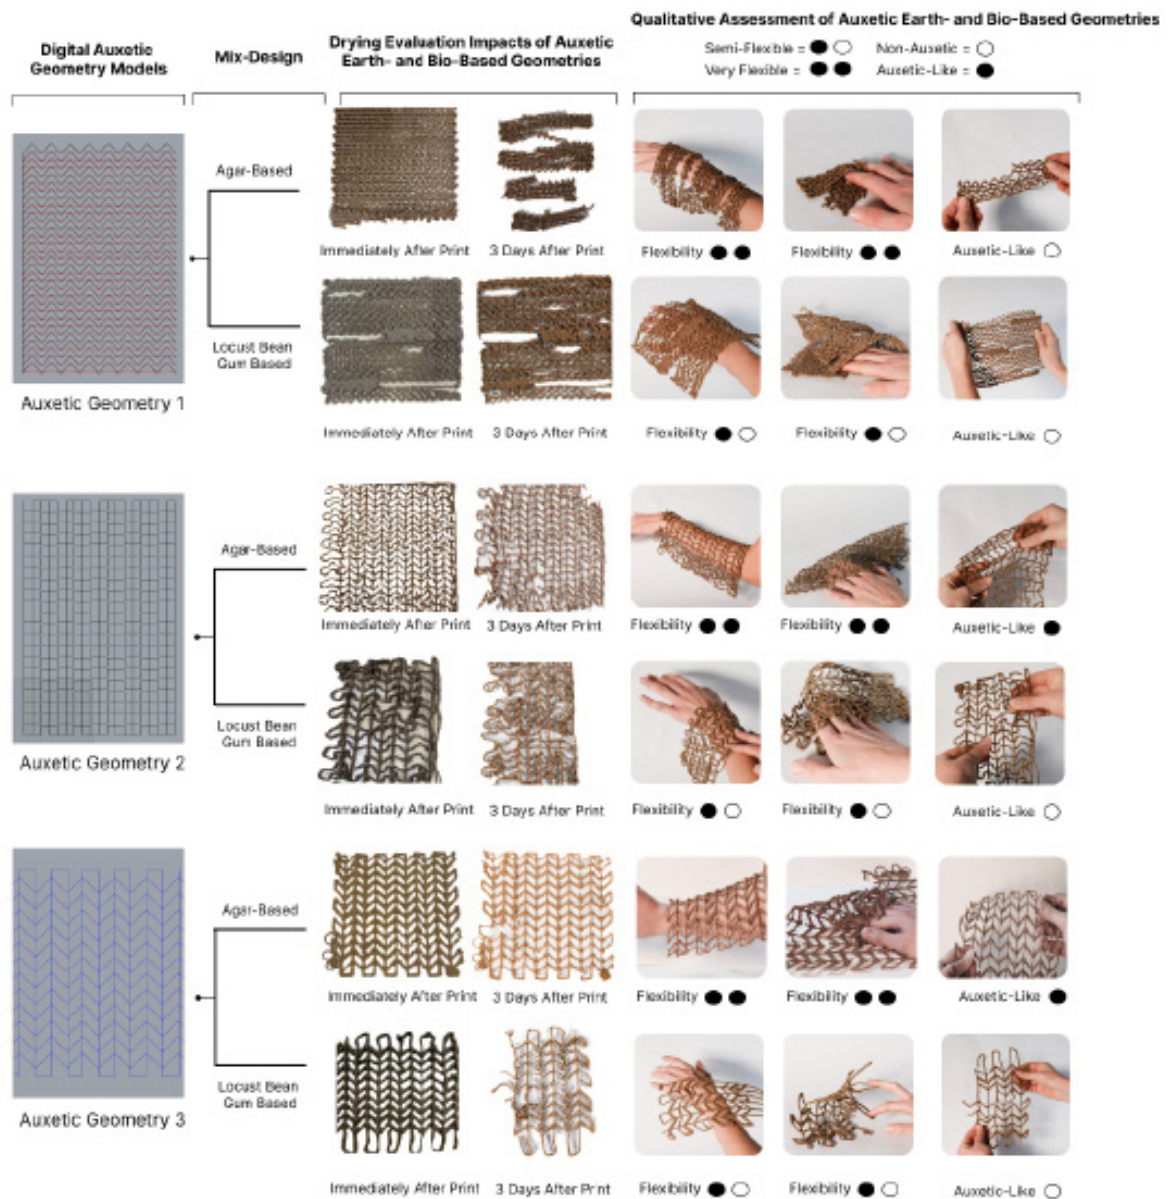 Qualitative Assessment of Auxetic Earth- and Bio-Based Geometries
Digital Auxetic
Geometry Models
Mix-Design
Drying Evaluation Impacts of Auxetic
Earth- and Bio-Based Geometries
Semi-Flexible =
Non-Auxetic =
Very Flexible =
Auxetic-Like =
Agar-Based
Immediately After Print
3 Days After Print
Flexibility
Flexibility
Auxetic-Like
Locust Bean
Gum Based
Auxetic Geometry 1
Immediately After Print
3 Days After Print
Flexibility
Flexibility
Auxetic-Like
Agar-Based
Immediately After Print
3 Days After Print
Flexibility
Flexibility
Auxetic-Like
Locust Bean
Gum Based
Auxetic Geometry 2
Immediately After Print
3 Days After Print
Flexibility
Flexibility
Auxetic-Like
Agar-Based
Immediately After Print
3 Days After Print
Flexibility
Flexibility
Auxetic-Like
Locust Bean
Gum Based
Auxetic Geometry 3
Immediately After Print
3 Days After Print
Flexibility
Flexibility
Auxetic-Like